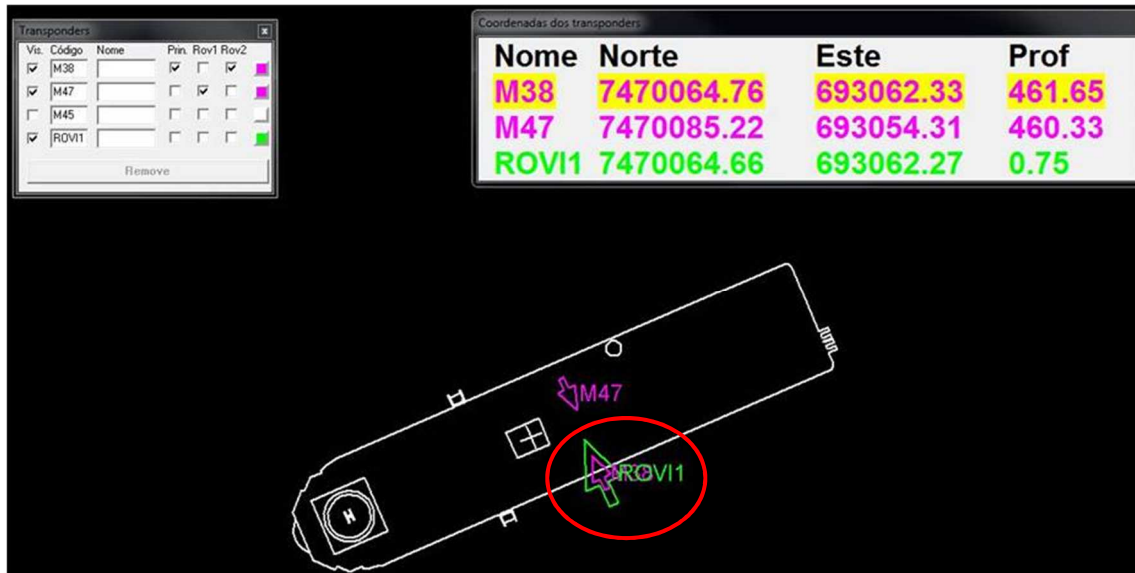 Transponders x
Vis. Código Nome Prin. Rov1 Rov2
M38
M47
M45
ROVI1
Remove
Coordenadas dos transponders
Nome Norte Este Prof
M38 7470064.76 693062.33 461.65
M47 7470085.22 693054.31 460.33
ROVI1 7470064.66 693062.27 0.75
M47
ROVI1
H